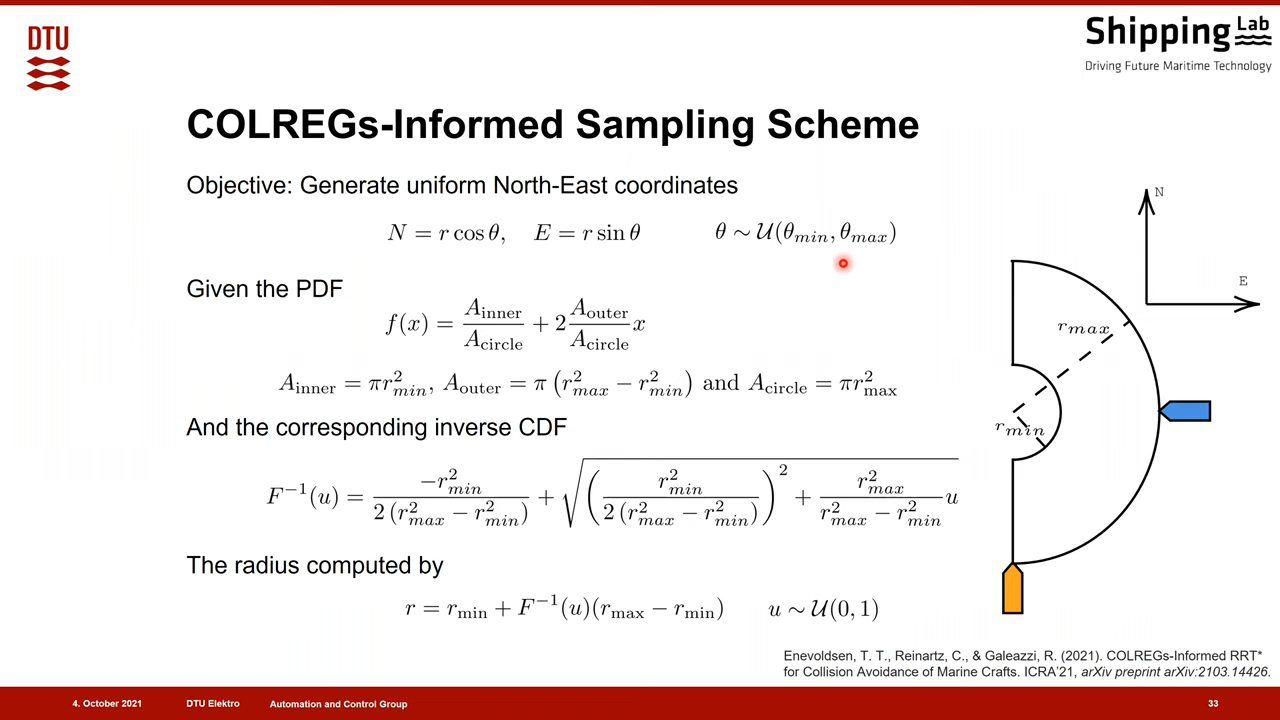 DTU
Shipping Lab
Driving Future Maritime Technology
COLREGs-Informed Sampling Scheme
Objective: Generate uniform North-East coordinates
N = r cos θ, E = r sin θ θ ∼ 𝒰(θ_min, θ_max)
Given the PDF
f(x) = A_inner/A_circle + 2 A_outer/A_circle x
A_inner = πr²_min, A_outer = π (r²_max − r²_min) and A_circle = πr²_max
And the corresponding inverse CDF
F⁻¹(u) = −r²_min / 2 (r²_max − r²_min) + √( ( r²_min / 2 (r²_max − r²_min) )² + r²_max / r²_max − r²_min u )
The radius computed by
r = r_min + F⁻¹(u)(r_max − r_min) u ∼ 𝒰(0, 1)
N
E
r_max
r_min
Enevoldsen, T. T., Reinartz, C., & Galeazzi, R. (2021). COLREGs-Informed RRT*
for Collision Avoidance of Marine Crafts. ICRA'21, arXiv preprint arXiv:2103.14426.
4. October 2021 DTU Elektro Automation and Control Group 33